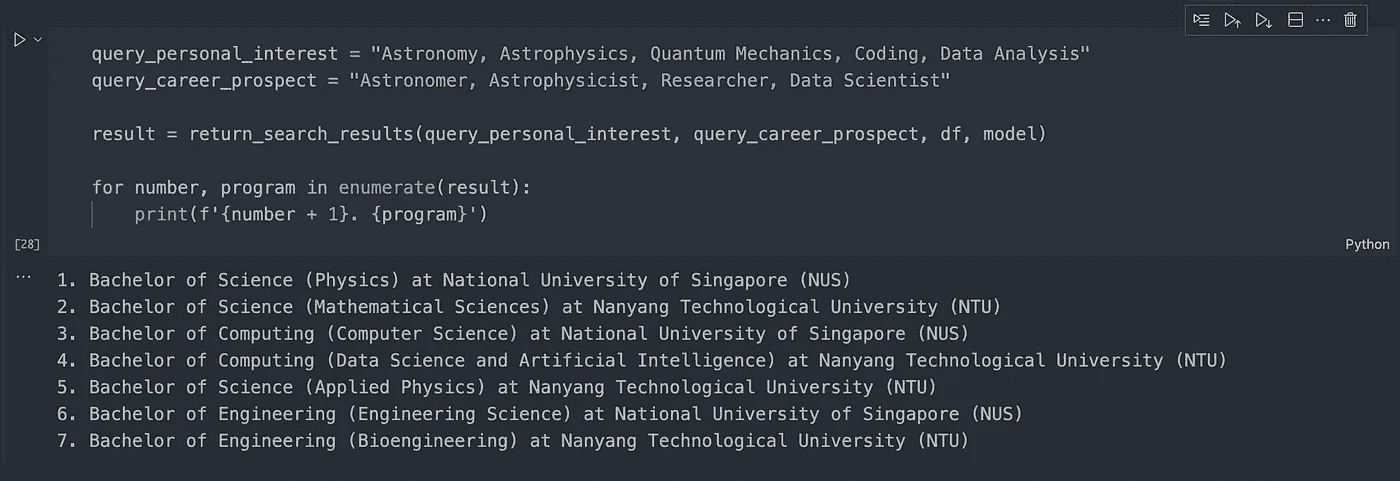 query_personal_interest = "Astronomy, Astrophysics, Quantum Mechanics, Coding, Data Analysis"
query_career_prospect = "Astronomer, Astrophysicist, Researcher, Data Scientist"
result = return_search_results(query_personal_interest, query_career_prospect, df, model)
for number, program in enumerate(result):
    print(f'{number + 1}. {program}')
[28]
Python
1. Bachelor of Science (Physics) at National University of Singapore (NUS)
2. Bachelor of Science (Mathematical Sciences) at Nanyang Technological University (NTU)
3. Bachelor of Computing (Computer Science) at National University of Singapore (NUS)
4. Bachelor of Computing (Data Science and Artificial Intelligence) at Nanyang Technological University (NTU)
5. Bachelor of Science (Applied Physics) at Nanyang Technological University (NTU)
6. Bachelor of Engineering (Engineering Science) at National University of Singapore (NUS)
7. Bachelor of Engineering (Bioengineering) at Nanyang Technological University (NTU)